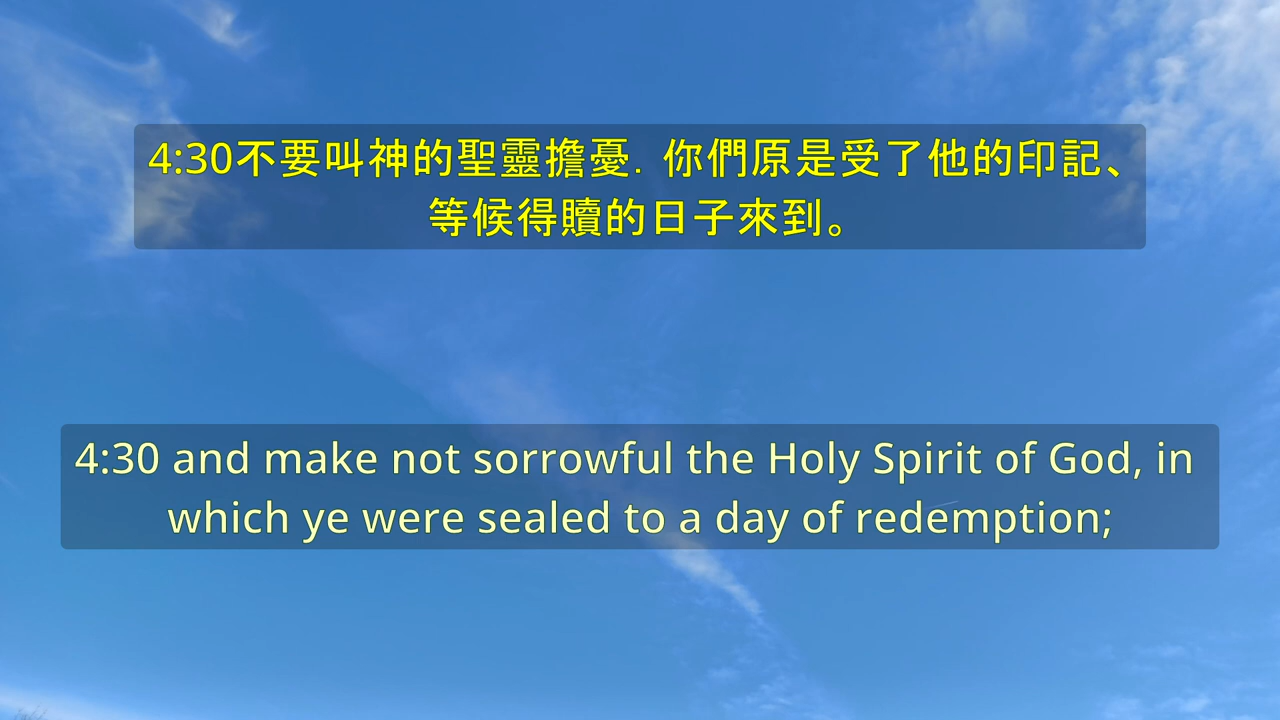 4:30不要叫神的聖靈擔憂．你們原是受了他的印記、
等候得贖的日子來到。
4:30 and make not sorrowful the Holy Spirit of God, in
which ye were sealed to a day of redemption;